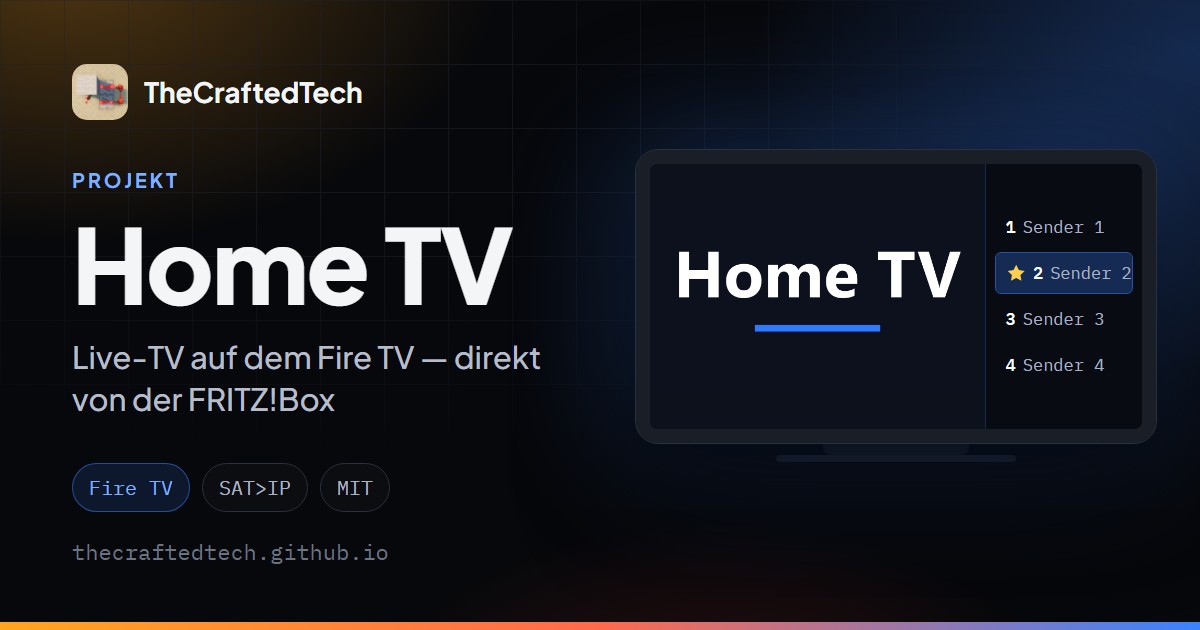 TheCraftedTech
PROJEKT
Home TV
Live-TV auf dem Fire TV — direkt
von der FRITZ!Box
Fire TV
SAT>IP
MIT
thecraftedtech.github.io
Home TV
1 Sender 1
⭐ 2 Sender 2
3 Sender 3
4 Sender 4